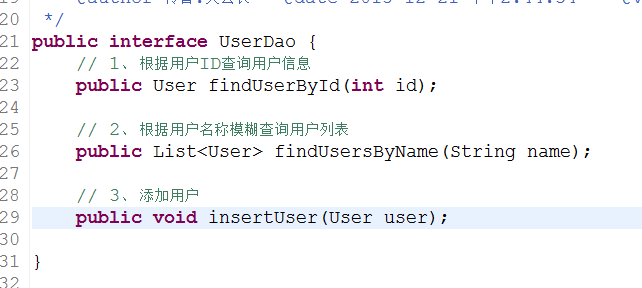 20 */
21 public interface UserDao {
22 // 1、根据用户ID查询用户信息
23 public User findUserById(int id);
24
25 // 2、根据用户名称模糊查询用户列表
26 public List<User> findUsersByName(String name);
27
28 // 3、添加用户
29 public void insertUser(User user);
30
31 }
32